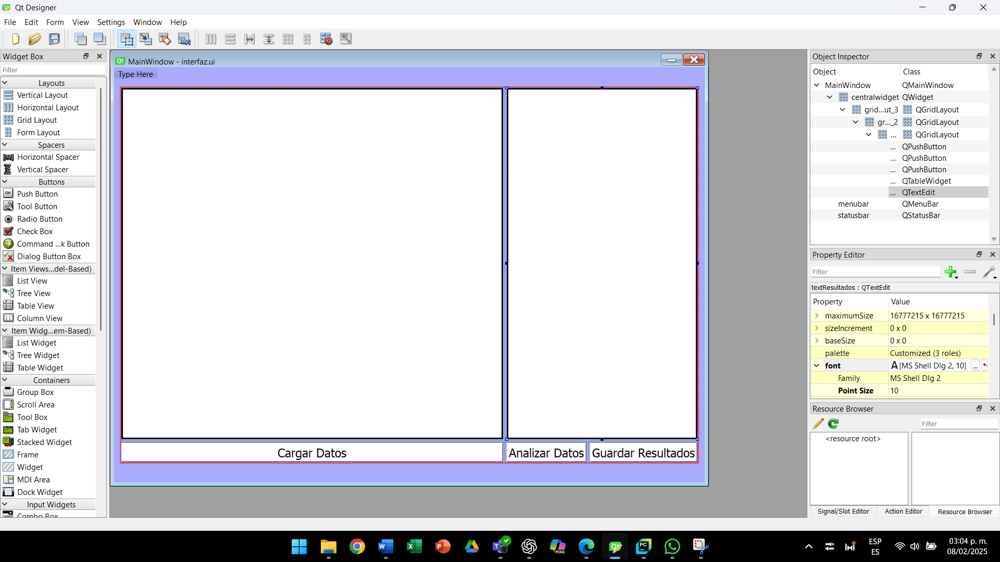 Qt Designer
File Edit Form View Settings Window Help
Widget Box
Filter
Layouts
Vertical Layout
Horizontal Layout
Grid Layout
Form Layout
Spacers
Horizontal Spacer
Vertical Spacer
Buttons
Push Button
Tool Button
Radio Button
Check Box
Command ...k Button
Dialog Button Box
Item Views...del-Based)
List View
Tree View
Table View
Column View
Item Widg...em-Based)
List Widget
Tree Widget
Table Widget
Containers
Group Box
Scroll Area
Tool Box
Tab Widget
Stacked Widget
Frame
Widget
MDI Area
Dock Widget
Input Widgets
Combo Box
MainWindow - interfaz.ui
Type Here
Cargar Datos Analizar Datos Guardar Resultados
Object Inspector
Object Class
MainWindow QMainWindow
centralwidget QWidget
grid...ut_3 QGridLayout
gr..._2 QGridLayout
... QGridLayout
... QPushButton
... QPushButton
... QPushButton
... QTableWidget
... QTextEdit
menubar QMenuBar
statusbar QStatusBar
Property Editor
Filter
textResultados : QTextEdit
Property Value
maximumSize 16777215 x 16777215
sizeIncrement 0 x 0
baseSize 0 x 0
palette Customized (3 roles)
font A [MS Shell Dlg 2, 10] ...
Family MS Shell Dlg 2
Point Size 10
Resource Browser
Filter
<resource root>
Signal/Slot Editor Action Editor Resource Browser
ESP
ES
03:04 p. m.
08/02/2025